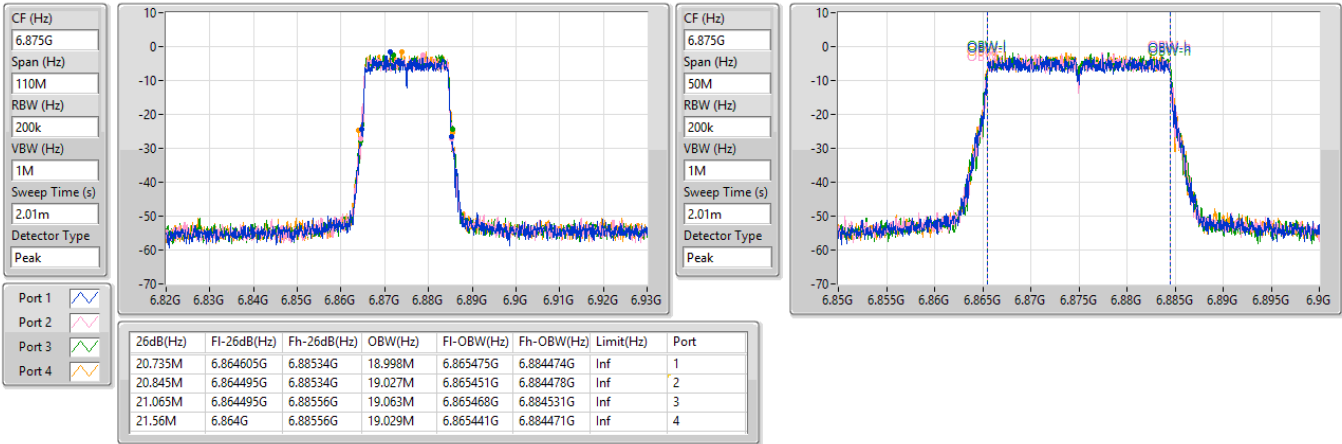 CF (Hz)
6.875G
Span (Hz)
110M
RBW (Hz)
200k
VBW (Hz)
1M
Sweep Time (s)
2.01m
Detector Type
Peak
10
0
-10
-20
-30
-40
-50
-60
-70
6.82G 6.83G 6.84G 6.85G 6.86G 6.87G 6.88G 6.89G 6.9G 6.91G 6.92G 6.93G
CF (Hz)
6.875G
Span (Hz)
50M
RBW (Hz)
200k
VBW (Hz)
1M
Sweep Time (s)
2.01m
Detector Type
Peak
10
0
-10
-20
-30
-40
-50
-60
-70
OBW-l OBW-h
6.85G 6.855G 6.86G 6.865G 6.87G 6.875G 6.88G 6.885G 6.89G 6.895G 6.9G
Port 1
Port 2
Port 3
Port 4
26dB(Hz) Fl-26dB(Hz) Fh-26dB(Hz) OBW(Hz) Fl-OBW(Hz) Fh-OBW(Hz) Limit(Hz) Port
20.735M 6.864605G 6.88534G 18.998M 6.865475G 6.884474G Inf 1
20.845M 6.864495G 6.88534G 19.027M 6.865451G 6.884478G Inf 2
21.065M 6.864495G 6.88556G 19.063M 6.865468G 6.884531G Inf 3
21.56M 6.864G 6.88556G 19.029M 6.865441G 6.884471G Inf 4